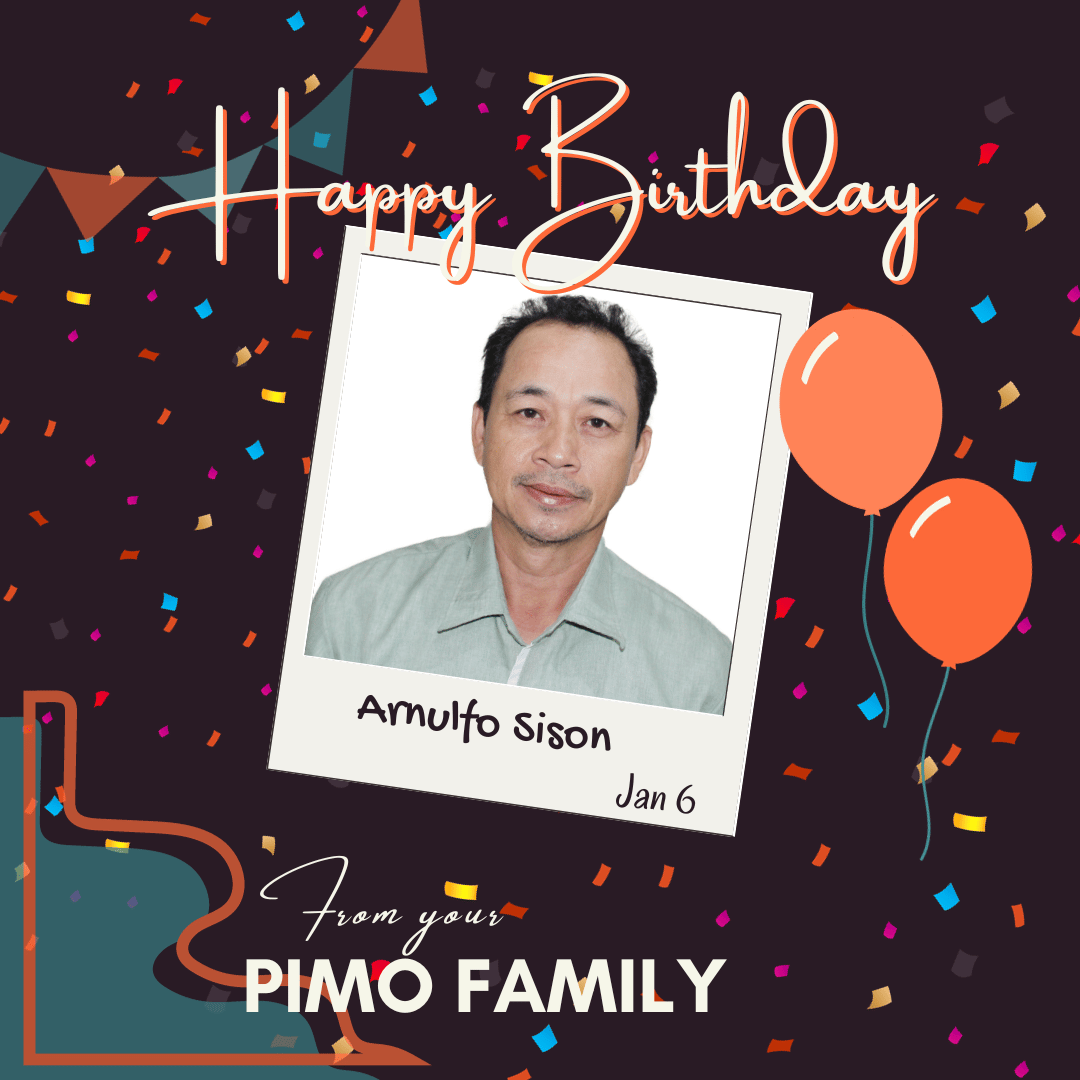 Happy Birthday
Arnulfo Sison
Jan 6
From your
PIMO FAMILY